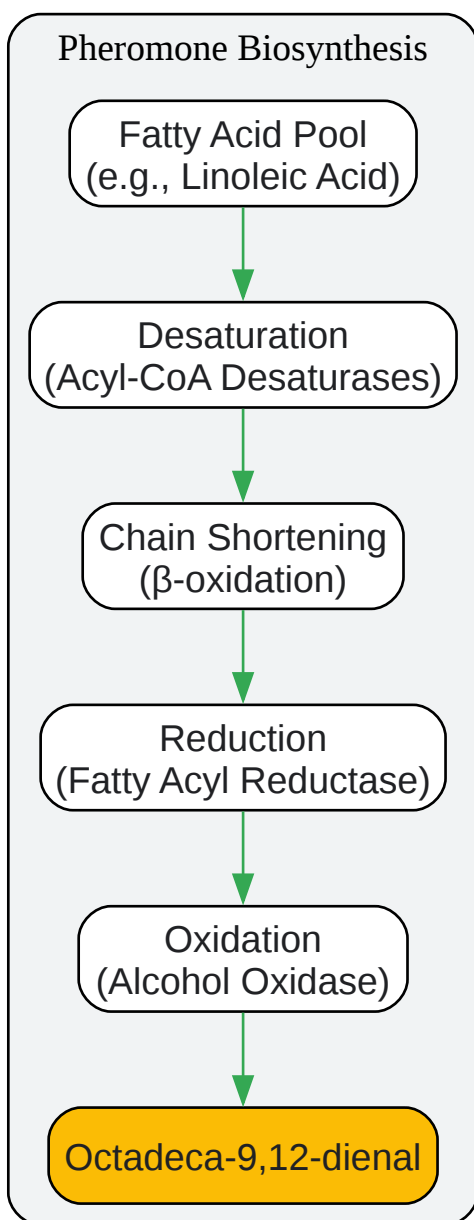 Pheromone Biosynthesis
Fatty Acid Pool
(e.g., Linoleic Acid)
Desaturation
(Acyl-CoA Desaturases)
Chain Shortening
(β-oxidation)
Reduction
(Fatty Acyl Reductase)
Oxidation
(Alcohol Oxidase)
Octadeca-9,12-dienal